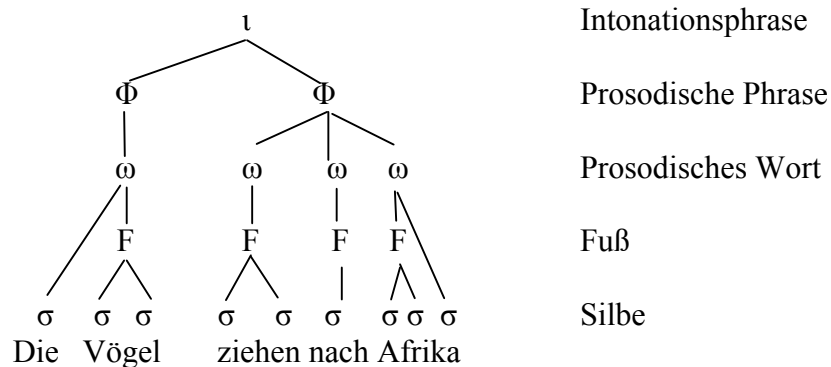 ι Intonationsphrase
Φ Φ Prosodische Phrase
ω ω ω ω Prosodisches Wort
F F F F Fuß
σ σ σ σ σ σ σ σ σ Silbe
Die Vögel ziehen nach Afrika